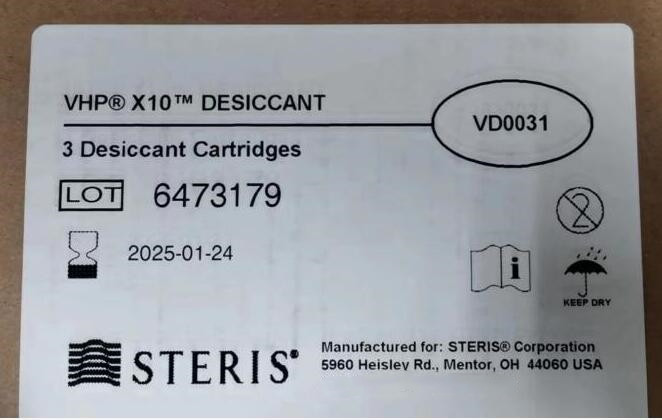 VHP® X10™ DESICCANT
VD0031
3 Desiccant Cartridges
LOT 6473179
2
2025-01-24
i
KEEP DRY
STERIS®
Manufactured for: STERIS® Corporation
5960 Heisley Rd., Mentor, OH 44060 USA